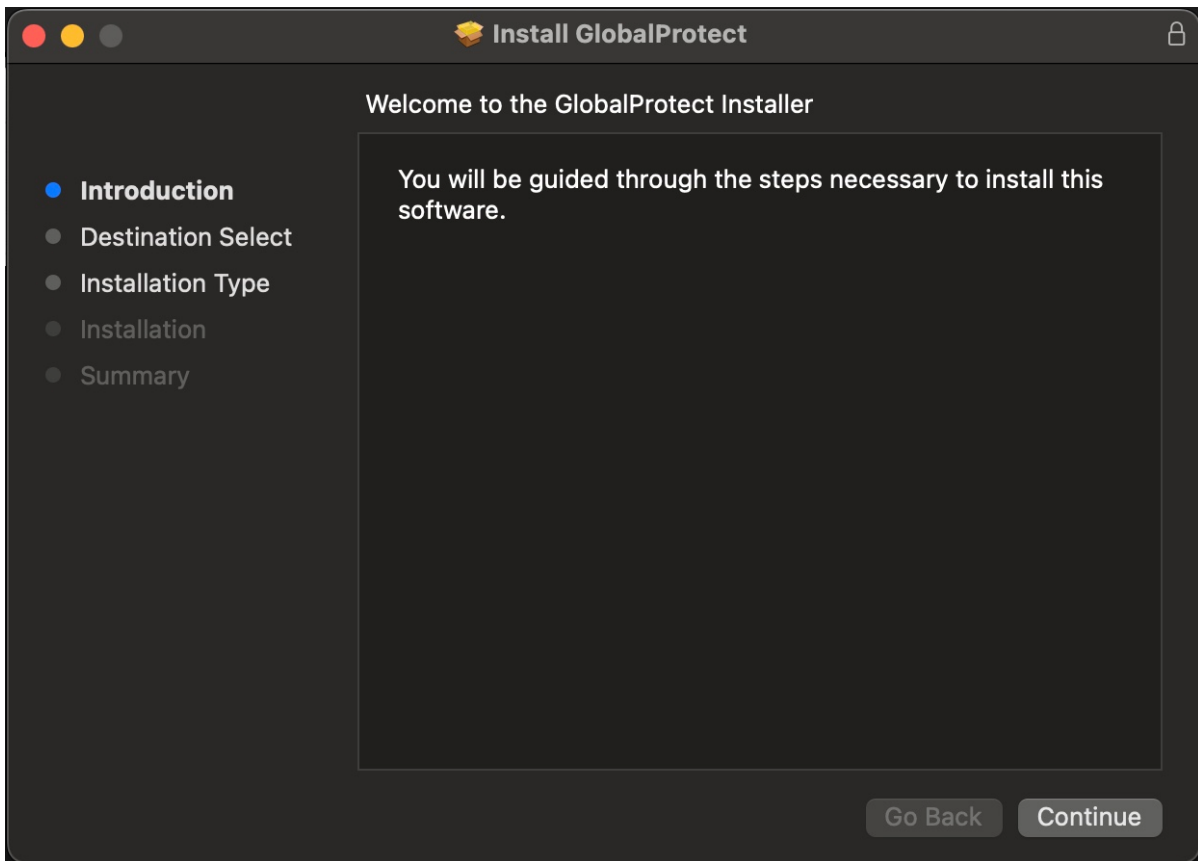 Install GlobalProtect
Welcome to the GlobalProtect Installer
Introduction
Destination Select
Installation Type
Installation
Summary
You will be guided through the steps necessary to install this
software.
Go Back
Continue